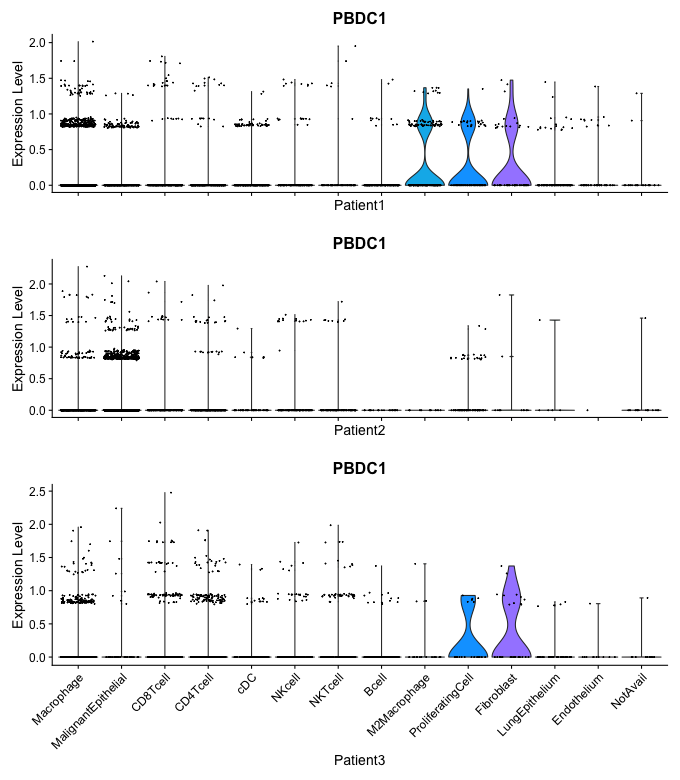 PBDC1
Expression Level
2.0
1.5
1.0
0.5
0.0
Patient1
PBDC1
Expression Level
2.0
1.5
1.0
0.5
0.0
Patient2
PBDC1
Expression Level
2.5
2.0
1.5
1.0
0.5
0.0
Macrophage
MalignantEpithelial
CD8Tcell
CD4Tcell
cDC
NKcell
NKTcell
Bcell
M2Macrophage
ProliferatingCell
Fibroblast
LungEpithelium
Endothelium
NotAvail
Patient3